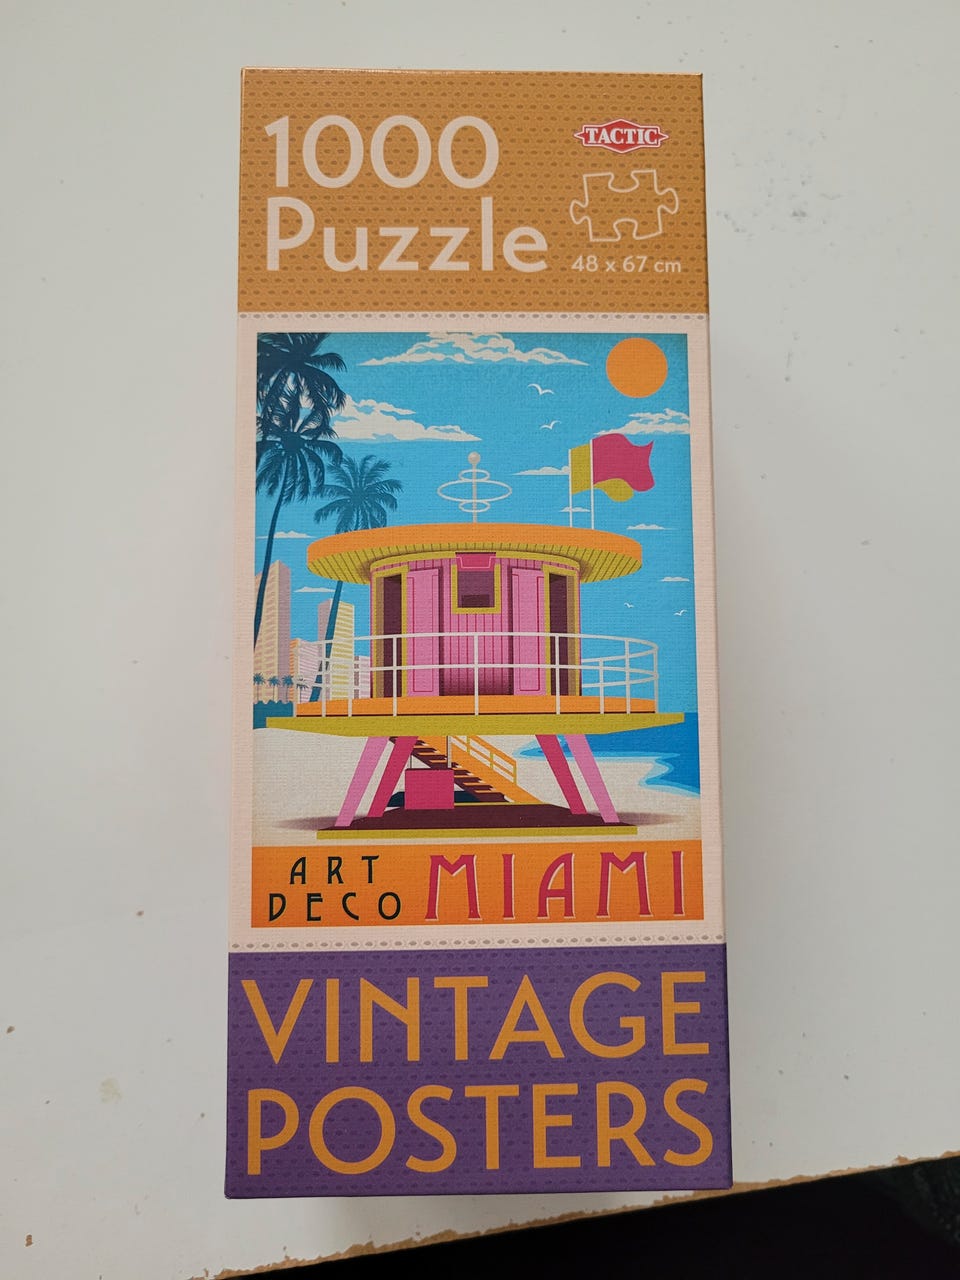 1000
Puzzle
TACTIC
48 x 67 cm
ART
DECO
MIAMI
VINTAGE
POSTERS